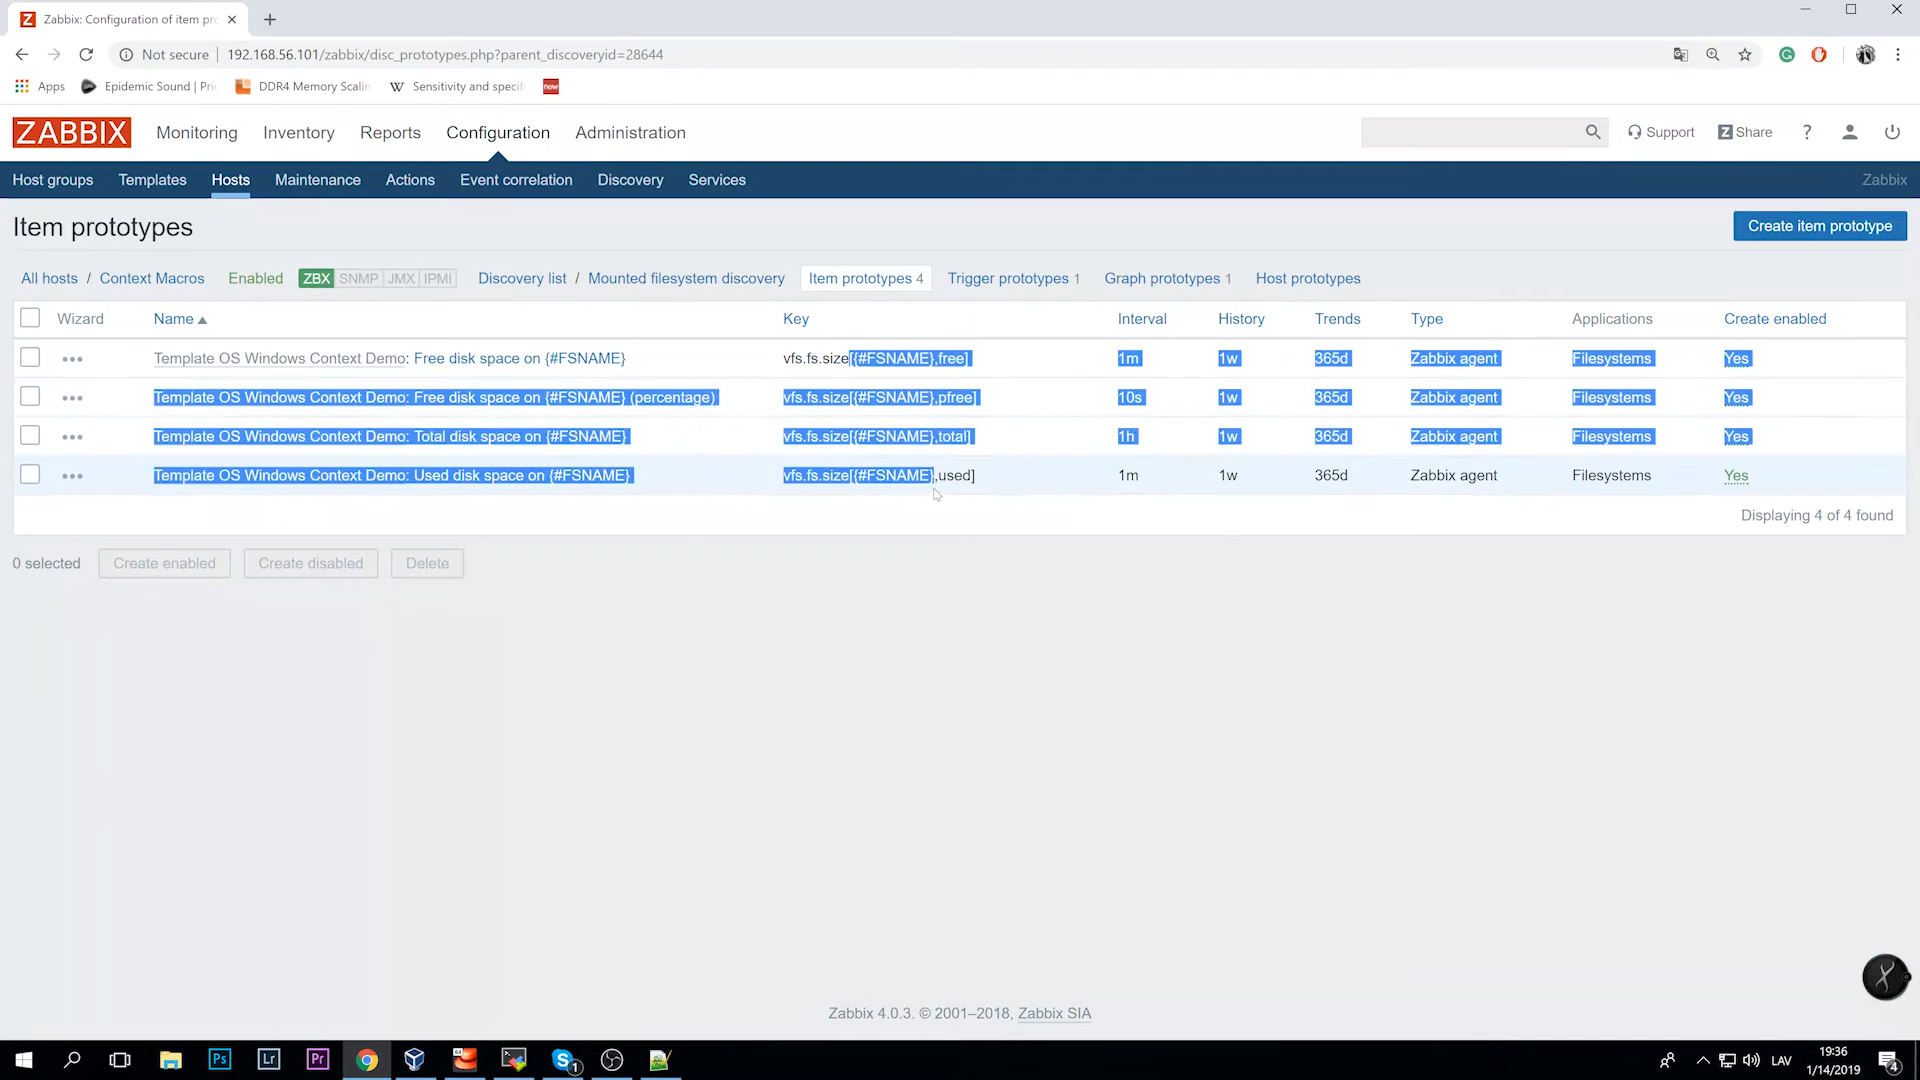 Zabbix: Configuration of item pr
Not secure 192.168.56.101/zabbix/disc_prototypes.php?parent_discoveryid=28644
Apps Epidemic Sound | Pri DDR4 Memory Scalin Sensitivity and specif
ZABBIX Monitoring Inventory Reports Configuration Administration Support Z Share ?
Host groups Templates Hosts Maintenance Actions Event correlation Discovery Services Zabbix
Item prototypes Create item prototype
All hosts / Context Macros Enabled ZBX SNMP JMX IPMI Discovery list / Mounted filesystem discovery Item prototypes 4 Trigger prototypes 1 Graph prototypes 1 Host prototypes
Wizard Name Key Interval History Trends Type Applications Create enabled
Template OS Windows Context Demo: Free disk space on {#FSNAME} vfs.fs.size[{#FSNAME},free] 1m 1w 365d Zabbix agent Filesystems Yes
Template OS Windows Context Demo: Free disk space on {#FSNAME} (percentage) vfs.fs.size[{#FSNAME},pfree] 10s 1w 365d Zabbix agent Filesystems Yes
Template OS Windows Context Demo: Total disk space on {#FSNAME} vfs.fs.size[{#FSNAME},total] 1h 1w 365d Zabbix agent Filesystems Yes
Template OS Windows Context Demo: Used disk space on {#FSNAME} vfs.fs.size[{#FSNAME},used] 1m 1w 365d Zabbix agent Filesystems Yes
Displaying 4 of 4 found
0 selected Create enabled Create disabled Delete
Zabbix 4.0.3. © 2001–2018, Zabbix SIA
Ps Lr Pr S 1 LAV 19:36
1/14/2019 4